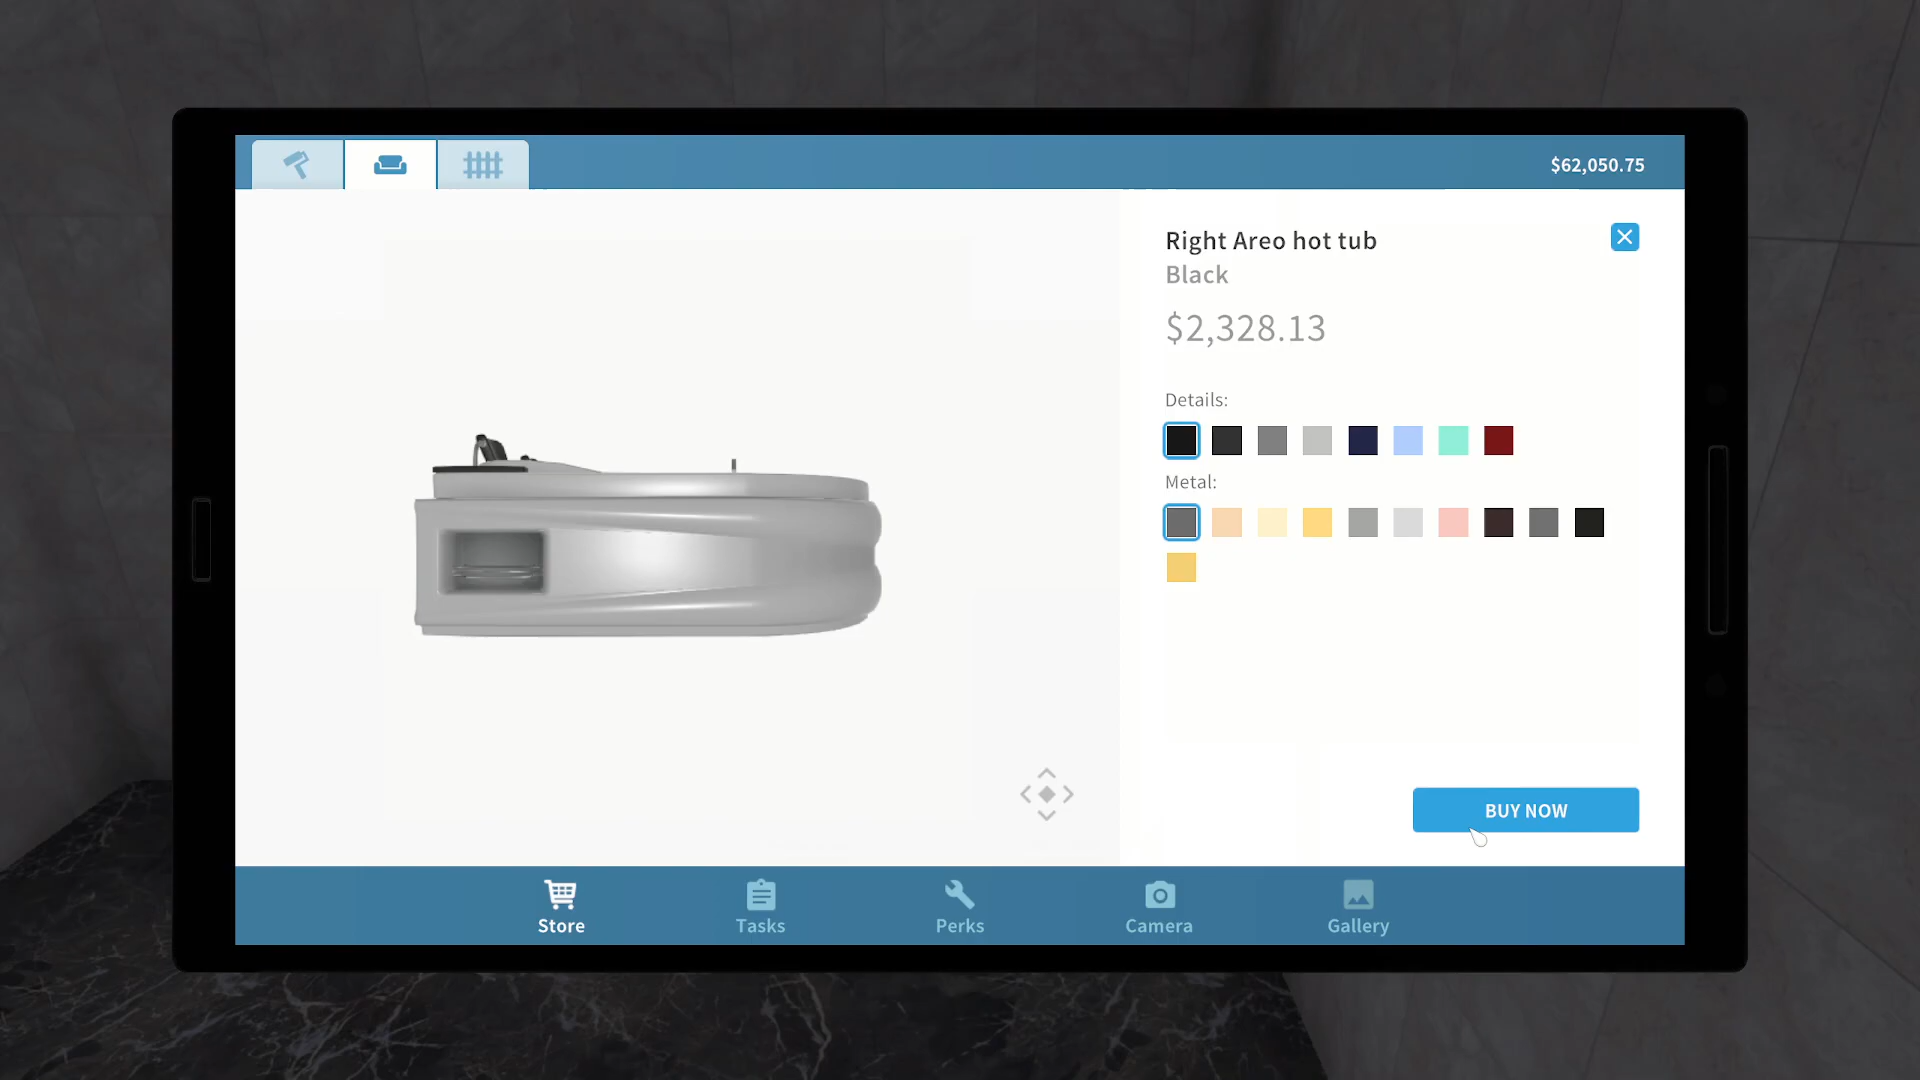 $62,050.75
Right Areo hot tub
Black
$2,328.13
Details:
Metal:
BUY NOW
Store
Tasks
Perks
Camera
Gallery